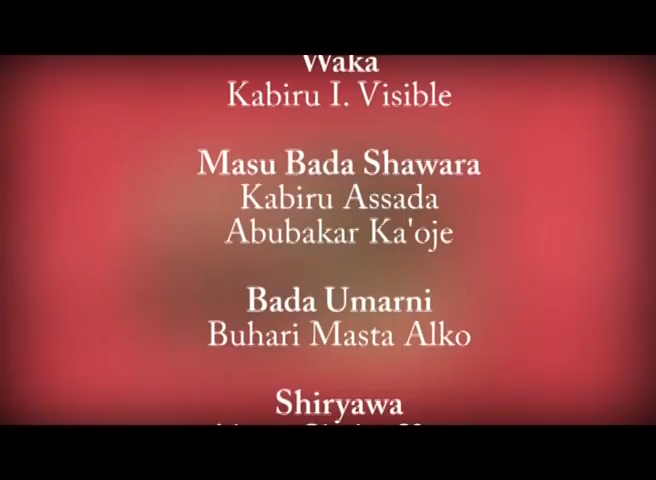 Waka
Kabiru I. Visible
Masu Bada Shawara
Kabiru Assada
Abubakar Ka'oje
Bada Umarni
Buhari Masta Alko
Shiryawa